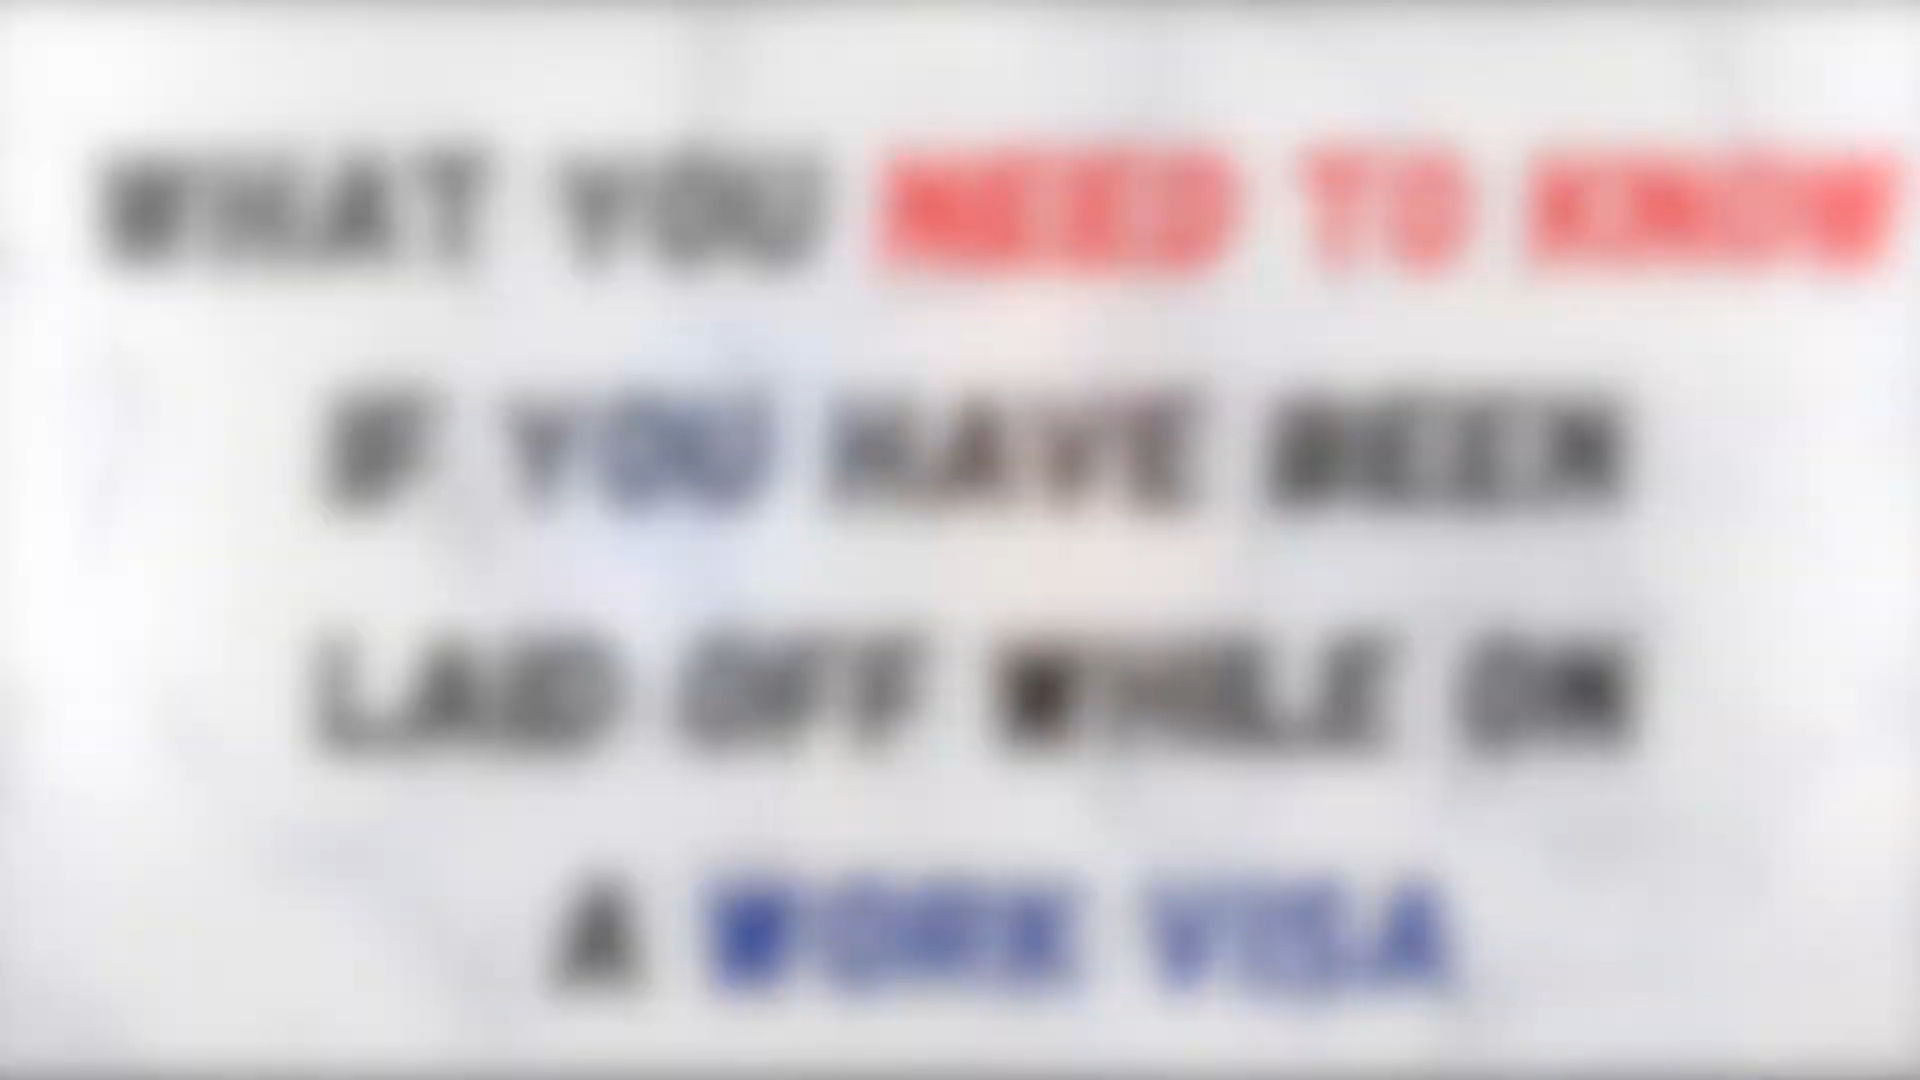 WHAT YOU NEED TO KNOW
IF YOU HAVE BEEN
LAID OFF WHILE ON
A WORK VISA